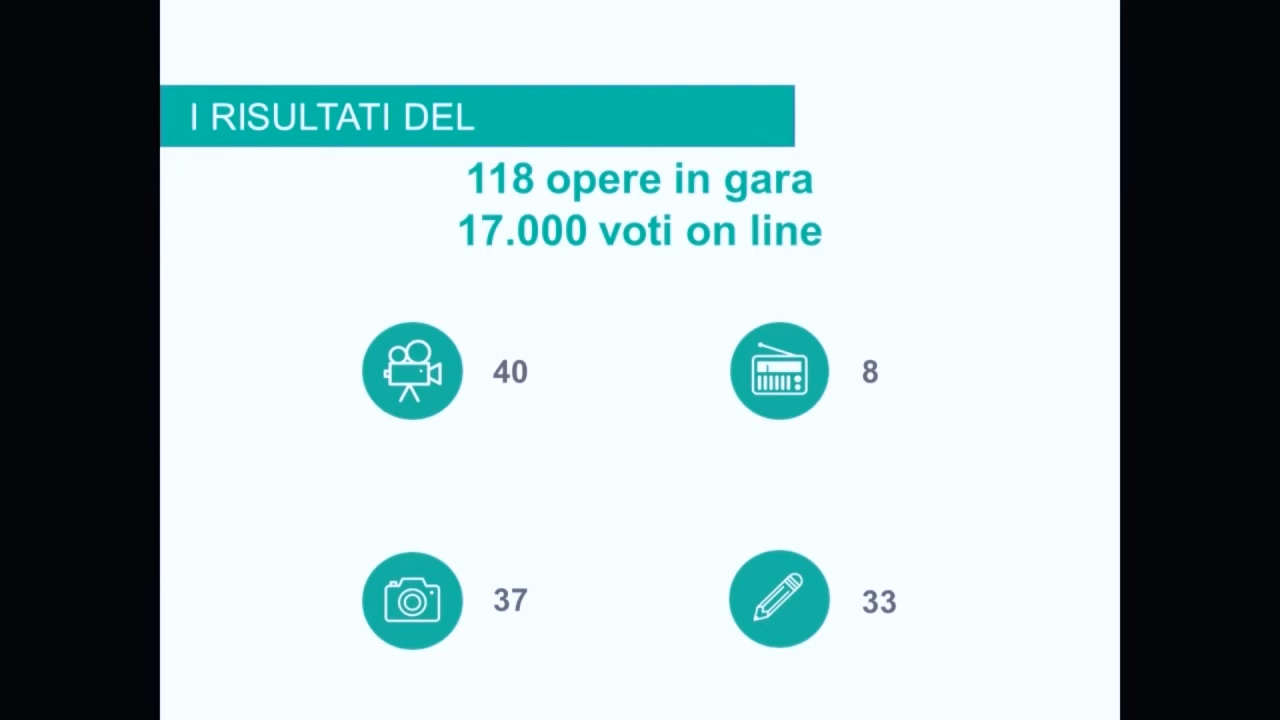 I RISULTATI DEL
118 opere in gara
17.000 voti on line
40
8
37
33